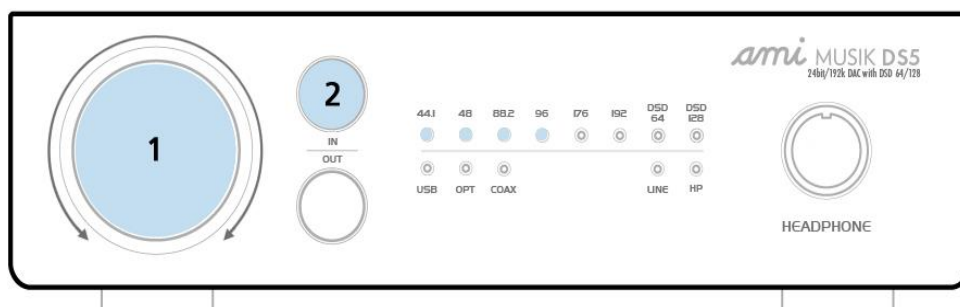 ami MUSIK DS5
24bit/192k DAC with DSD 64/128
1
2
IN
OUT
44.1 48 88.2 96 176 192 DSD 64 DSD 128
USB OPT COAX LINE HP
HEADPHONE